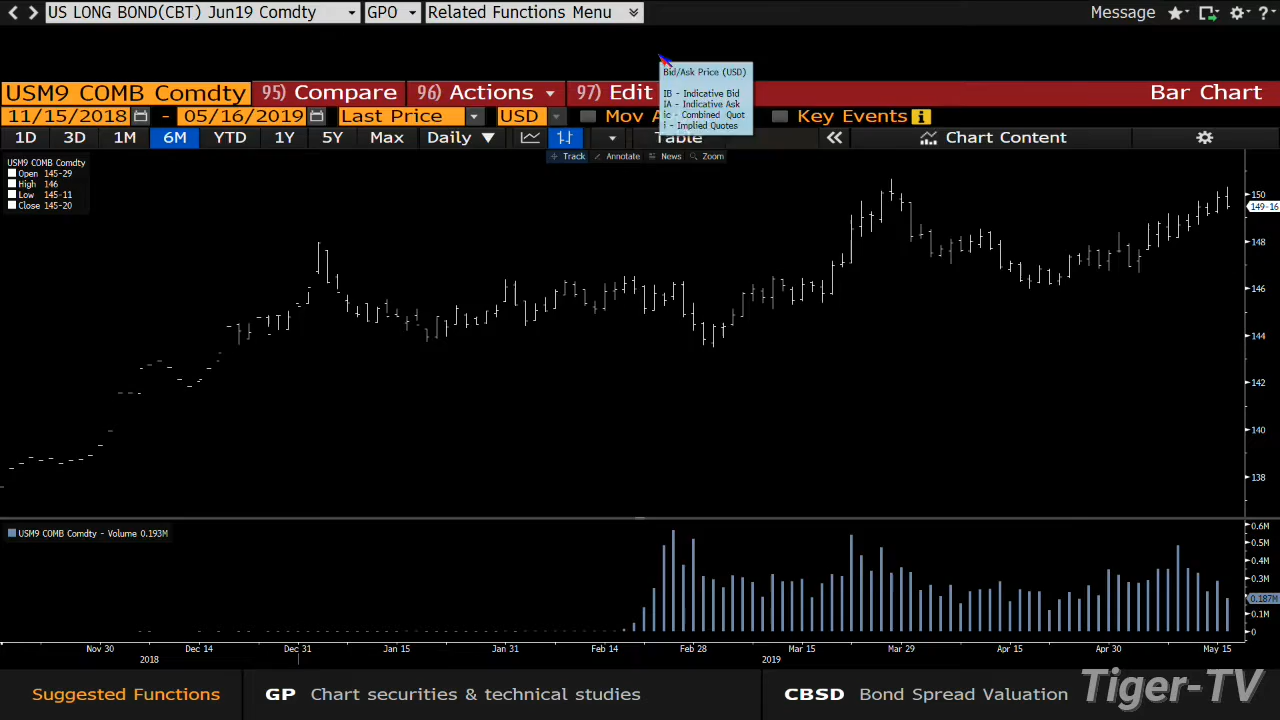 US LONG BOND(CBT) Jun19 Comdty GPO Related Functions Menu Message ?
Bid/Ask Price (USD)
IB - Indicative Bid
IA - Indicative Ask
ic - Combined Quot
i - Implied Quotes
USM9 COMB Comdty 95) Compare 96) Actions 97) Edit Bar Chart
11/15/2018 - 05/16/2019 Last Price USD Mov A Key Events i
1D 3D 1M 6M YTD 1Y 5Y Max Daily Table Chart Content
Track Annotate News Zoom
USM9 COMB Comdty
Open 145-29
High 146
Low 145-11
Close 145-20
150
149-16
148
146
144
142
140
138
USM9 COMB Comdty - Volume 0.193M
0.6M
0.5M
0.4M
0.3M
0.187M
0.1M
0
Nov 30 Dec 14 Dec 31 Jan 15 Jan 31 Feb 14 Feb 28 Mar 15 Mar 29 Apr 15 Apr 30 May 15
2018 2019
Suggested Functions GP Chart securities & technical studies CBSD Bond Spread Valuation
Tiger-TV